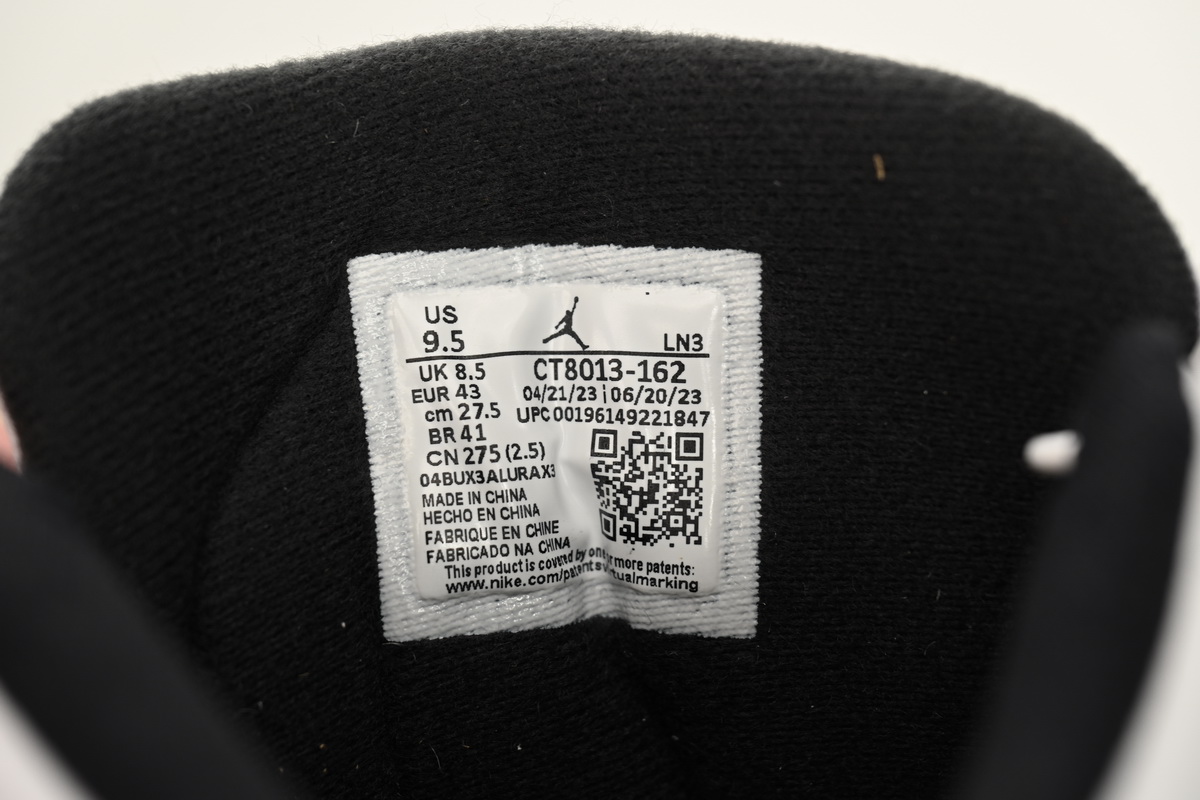 US
9.5
LN3
UK 8.5
CT8013-162
EUR 43
04/21/23 | 06/20/23
cm 27.5
UPC 00196149221847
BR 41
CN 275 (2.5)
04BUX3ALURAX3
MADE IN CHINA
HECHO EN CHINA
FABRIQUE EN CHINE
FABRICADO NA CHINA
This product is covered by one or more patents:
www.nike.com/patents/virtualmarking